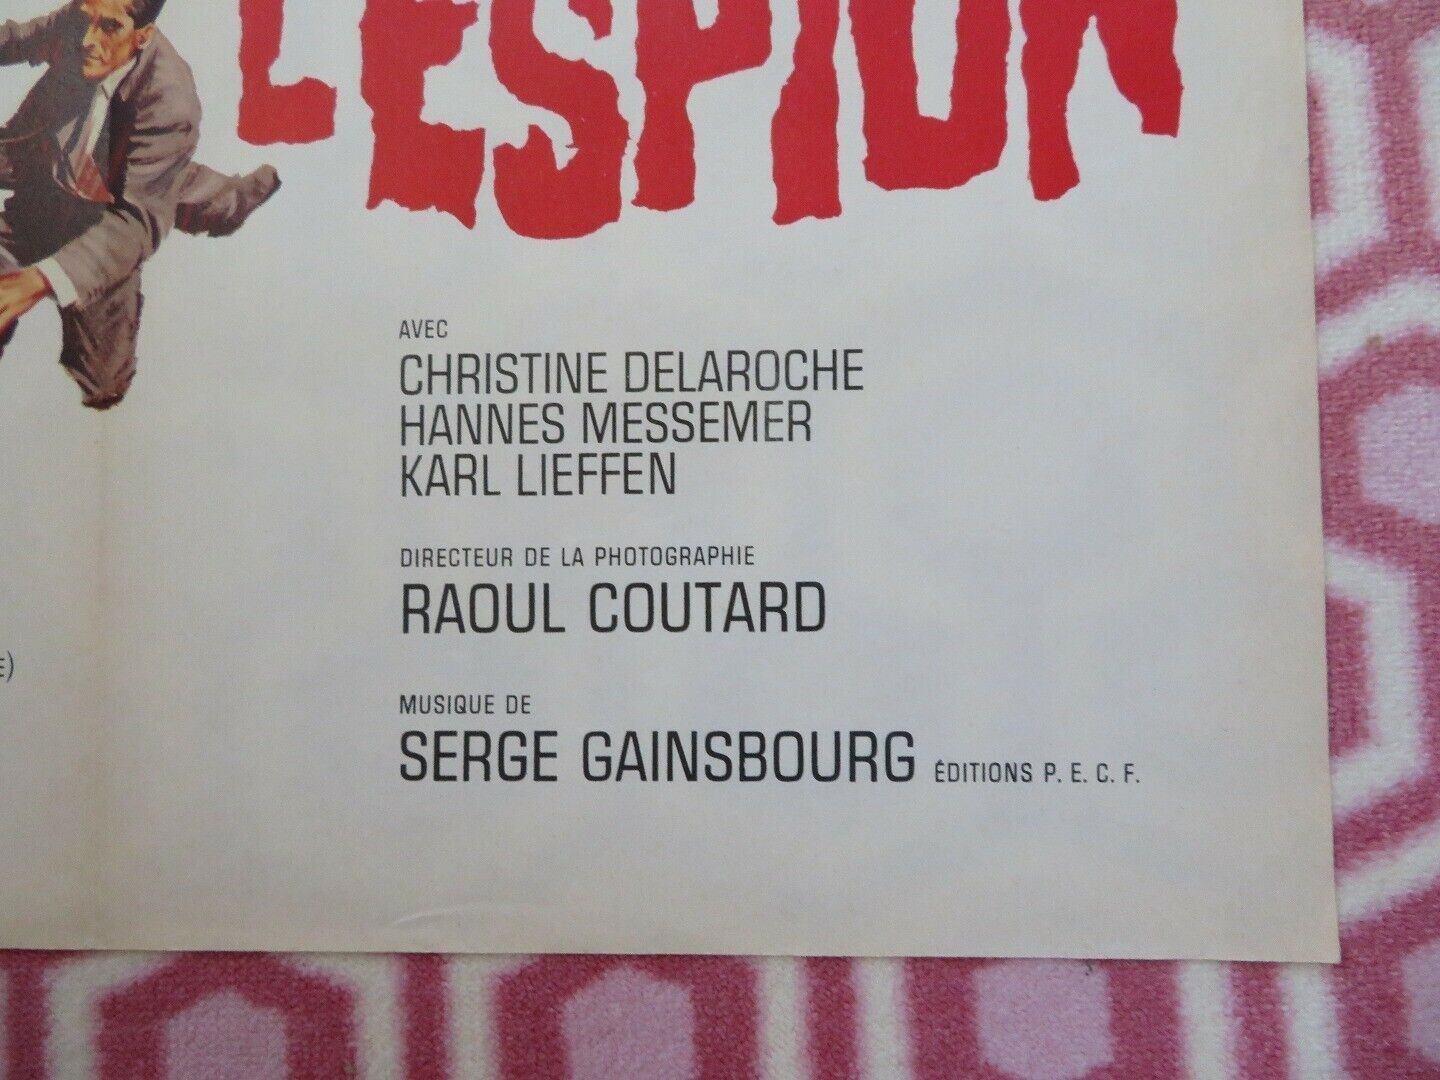 L'ESPION
AVEC
CHRISTINE DELAROCHE
HANNES MESSEMER
KARL LIEFFEN
DIRECTEUR DE LA PHOTOGRAPHIE
RAOUL COUTARD
MUSIQUE DE
SERGE GAINSBOURG ÉDITIONS P. E. C. F.